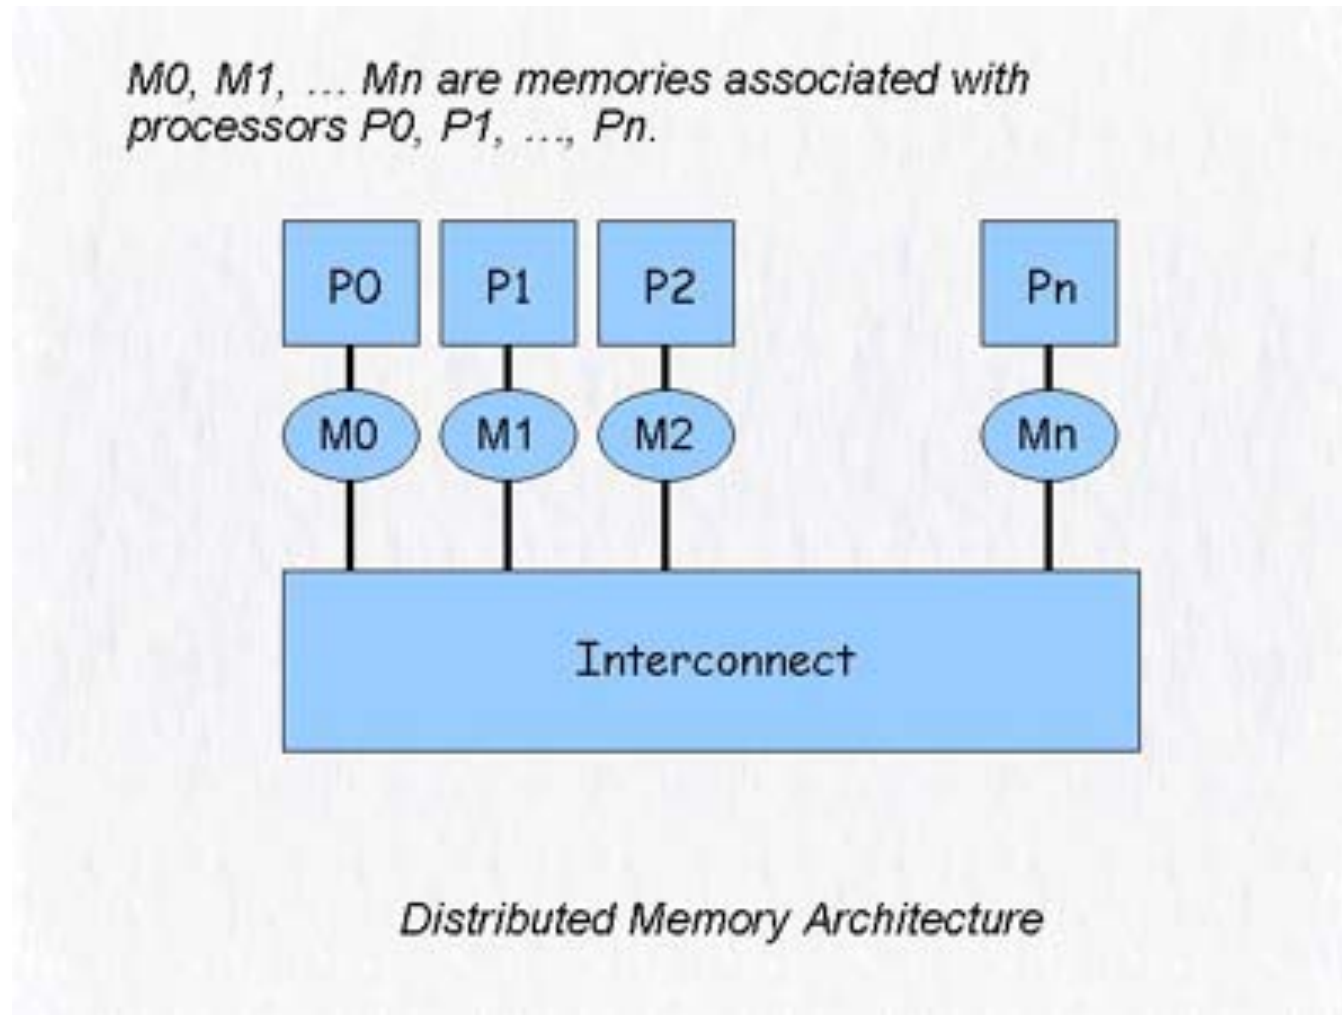 M0, M1, ... Mn are memories associated with
processors P0, P1, ..., Pn.
P0 P1 P2 Pn
M0 M1 M2 Mn
Interconnect
Distributed Memory Architecture